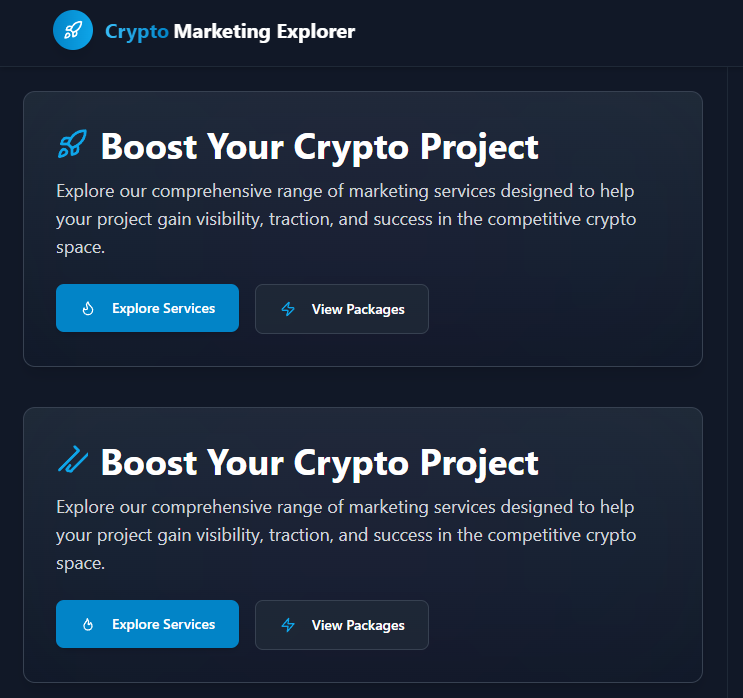 Crypto Marketing Explorer
Boost Your Crypto Project
Explore our comprehensive range of marketing services designed to help
your project gain visibility, traction, and success in the competitive crypto
space.
Explore Services
View Packages
Boost Your Crypto Project
Explore our comprehensive range of marketing services designed to help
your project gain visibility, traction, and success in the competitive crypto
space.
Explore Services
View Packages